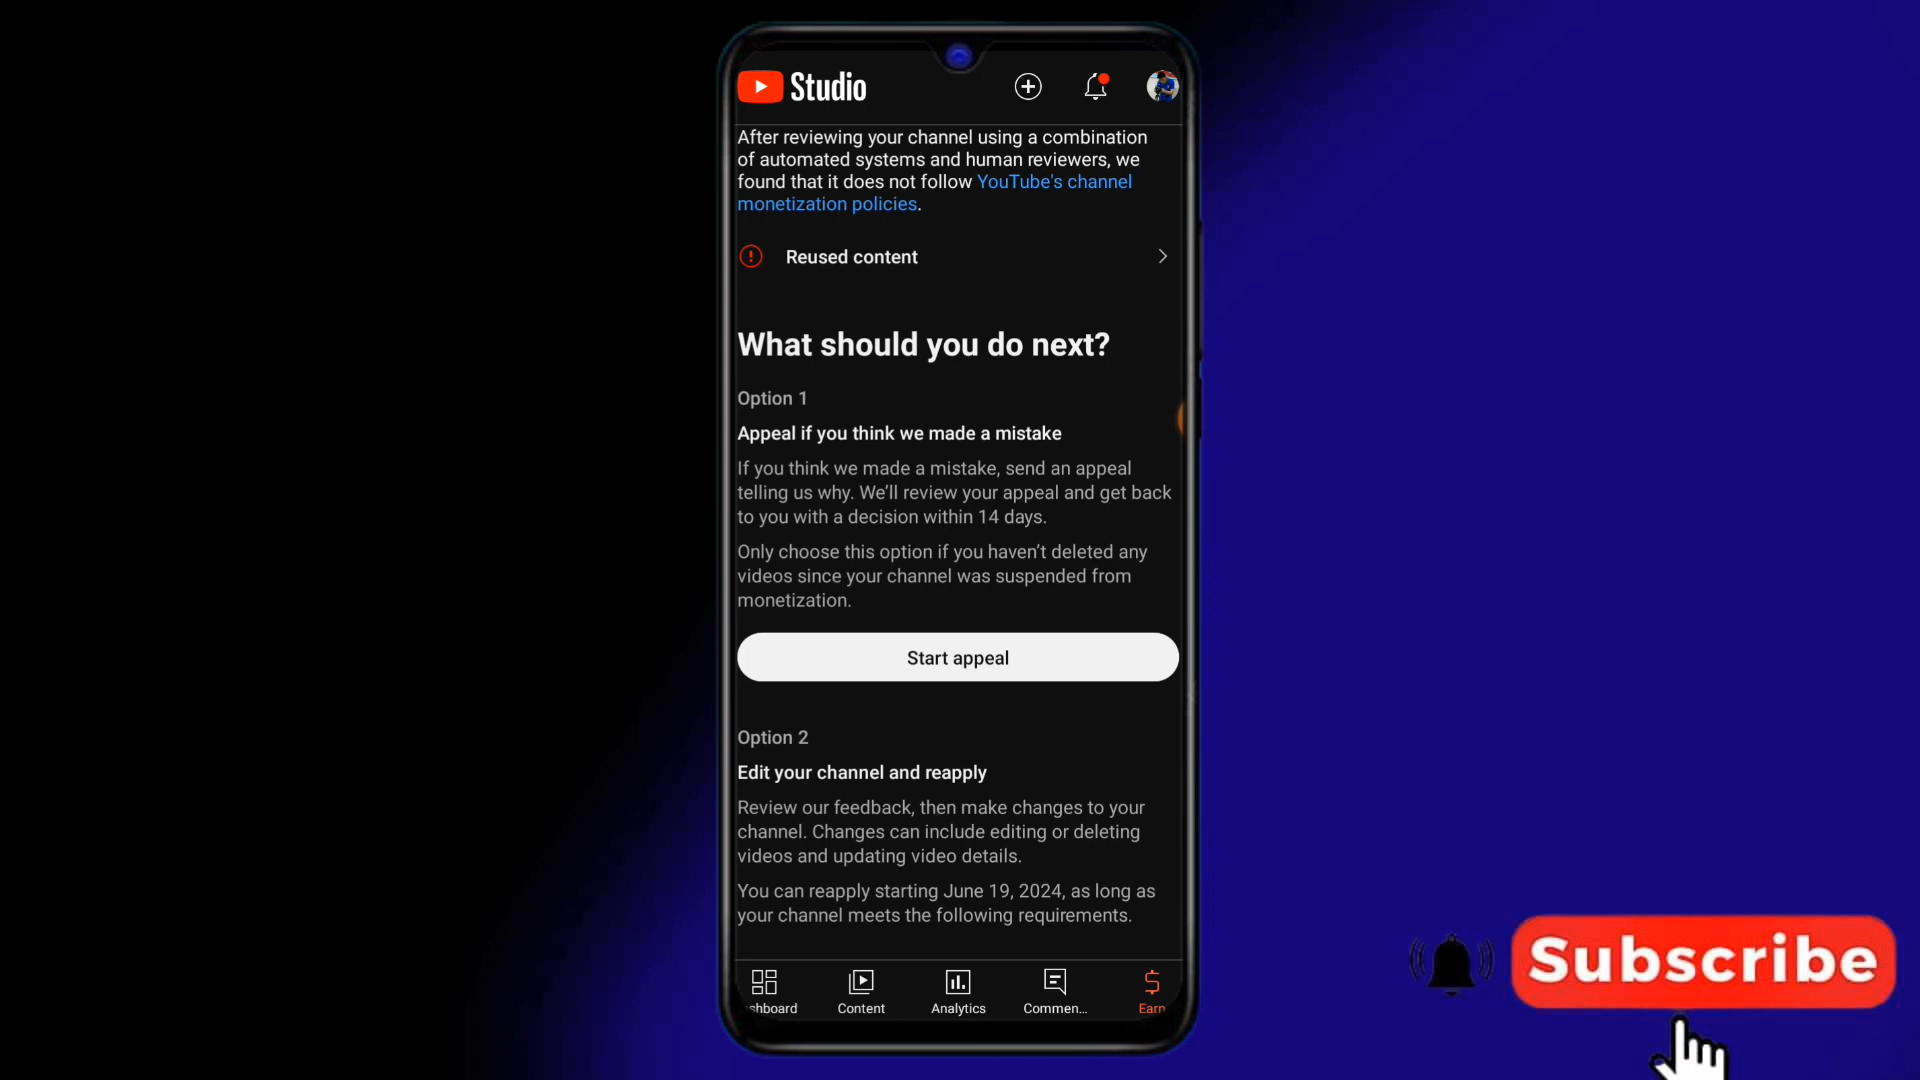 Studio
After reviewing your channel using a combination
of automated systems and human reviewers, we
found that it does not follow YouTube's channel
monetization policies.
Reused content
What should you do next?
Option 1
Appeal if you think we made a mistake
If you think we made a mistake, send an appeal
telling us why. We'll review your appeal and get back
to you with a decision within 14 days.
Only choose this option if you haven't deleted any
videos since your channel was suspended from
monetization.
Start appeal
Option 2
Edit your channel and reapply
Review our feedback, then make changes to your
channel. Changes can include editing or deleting
videos and updating video details.
You can reapply starting June 19, 2024, as long as
your channel meets the following requirements.
shboard Content Analytics Commen... Earn
Subscribe